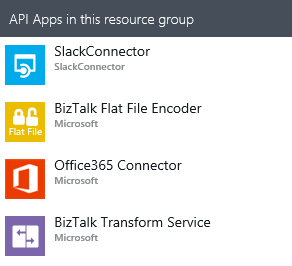 API Apps in this resource group
SlackConnector
SlackConnector
BizTalk Flat File Encoder
Flat File
Microsoft
Office365 Connector
Microsoft
BizTalk Transform Service
Microsoft